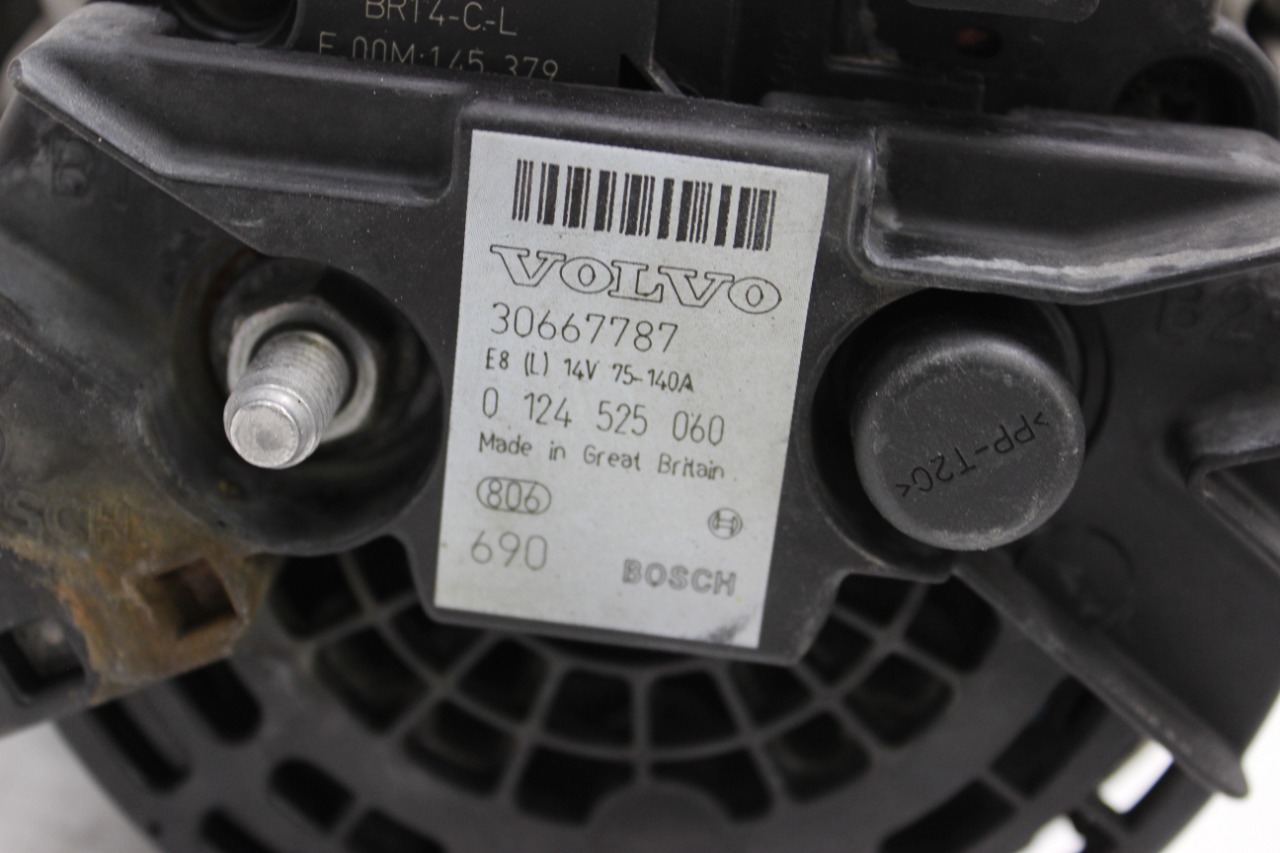 BR14-C-L
F 00M 145 379
VOLVO
30667787
E8 (L) 14V 75-140A
0 124 525 060
Made in Great Britain
806
690
BOSCH
>PP-T20<